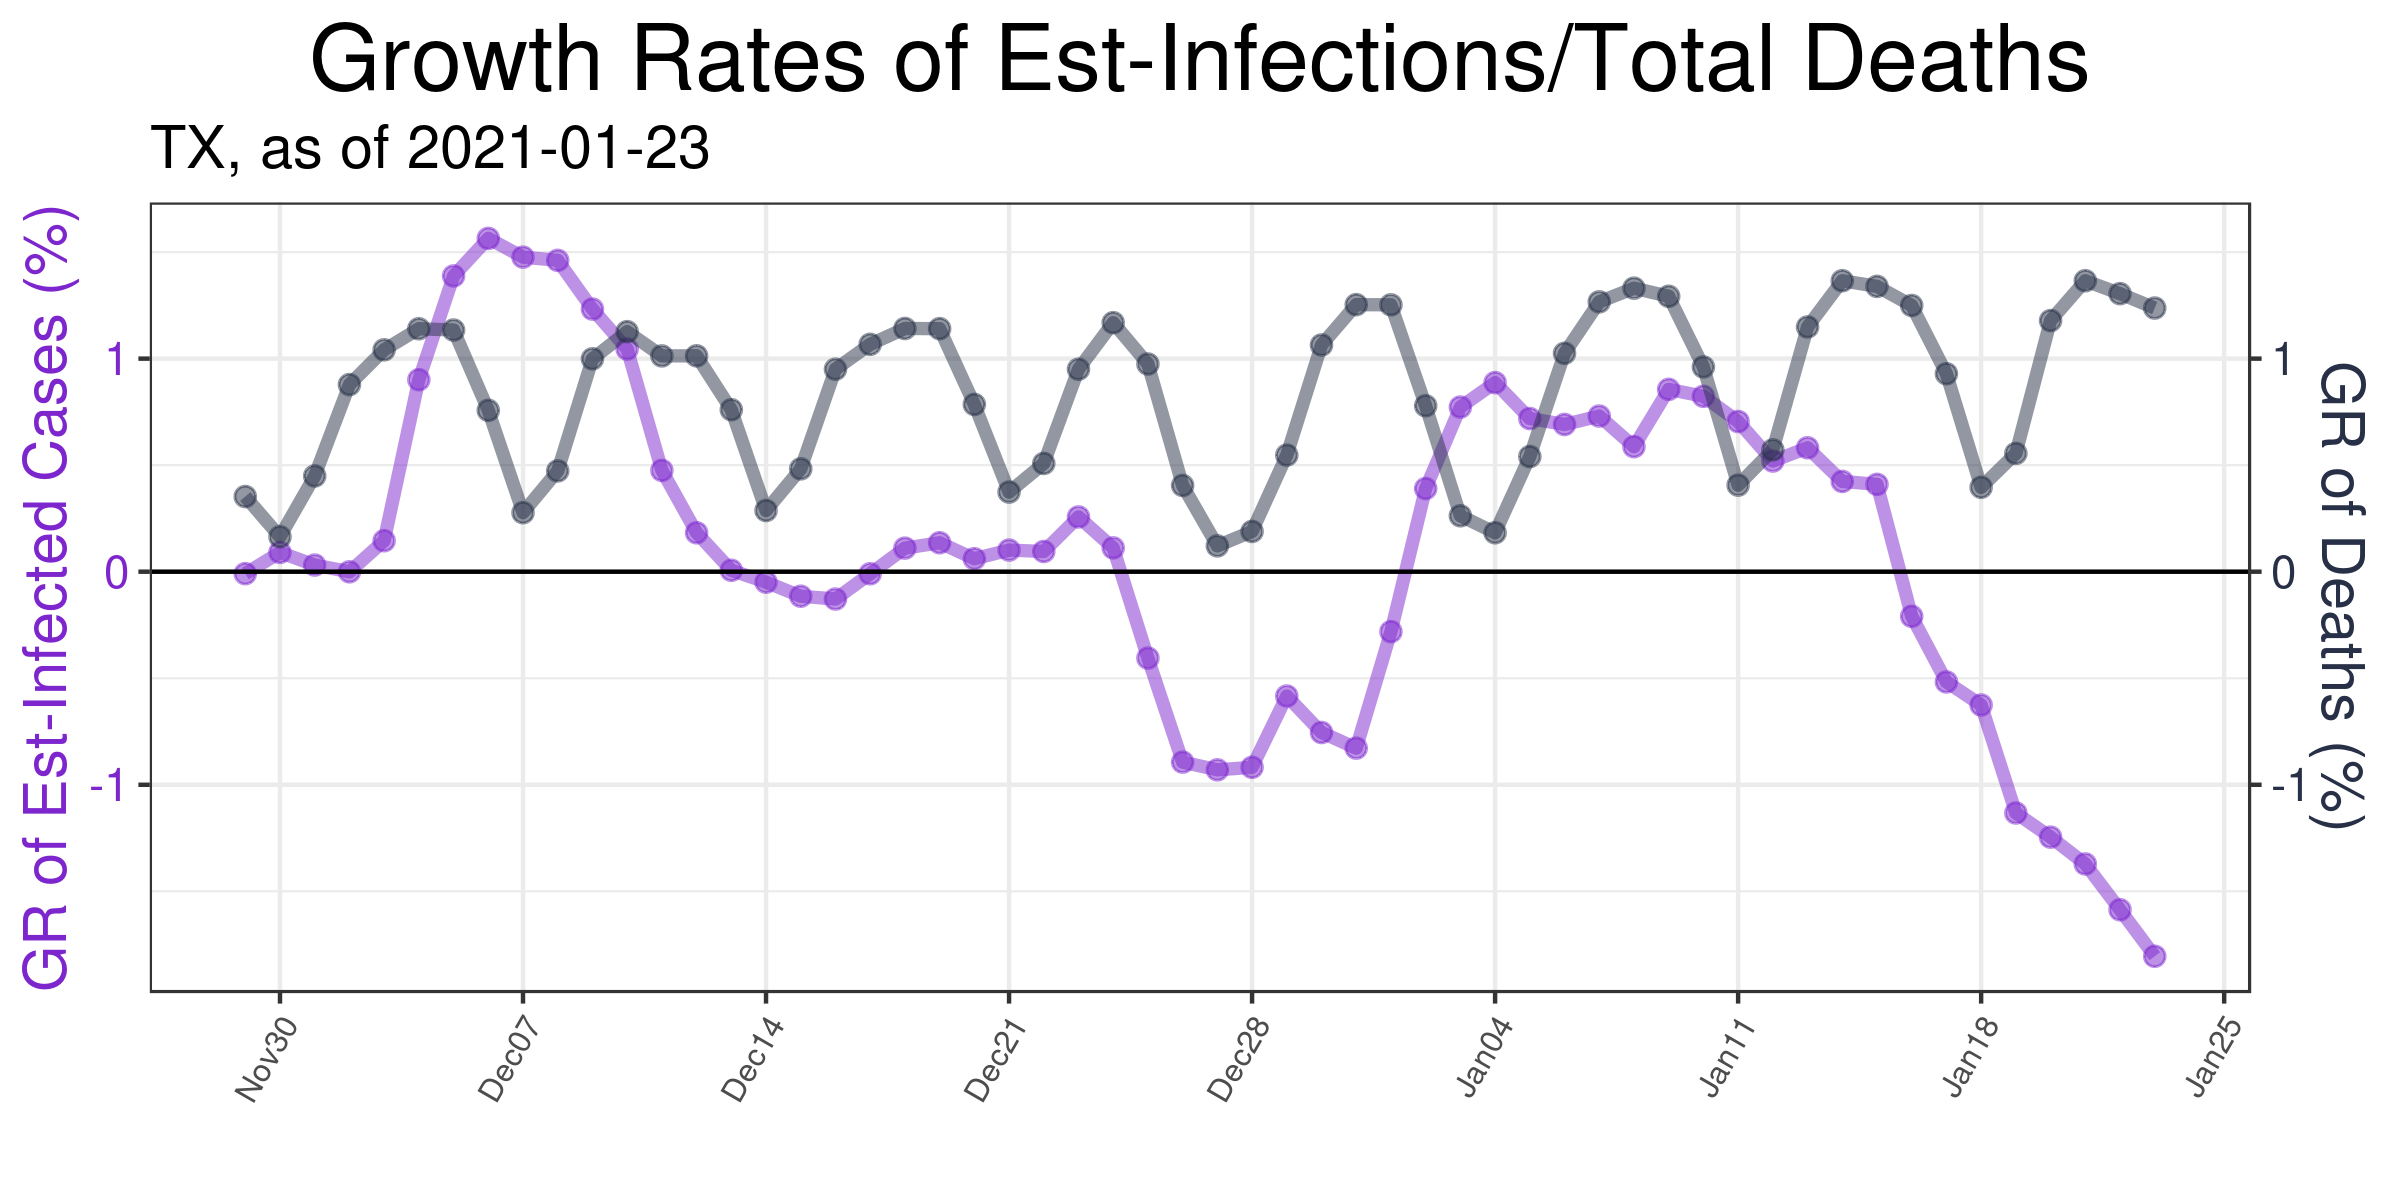 Growth Rates of Est-Infections/Total Deaths
TX, as of 2021-01-23
GR of Est-Infected Cases (%)
1
0
-1
1
0
-1
GR of Deaths (%)
Nov30
Dec07
Dec14
Dec21
Dec28
Jan04
Jan11
Jan18
Jan25